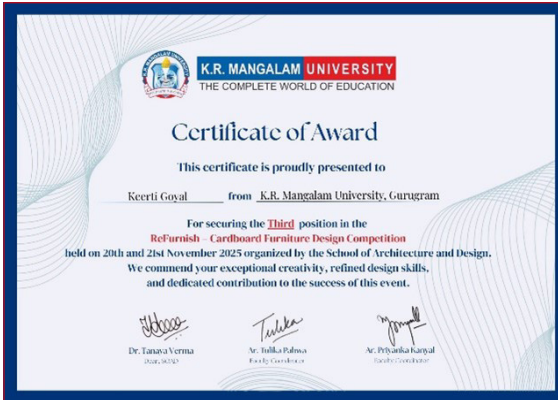 K.R. MANGALAM UNIVERSITY
THE COMPLETE WORLD OF EDUCATION
Certificate of Award
This certificate is proudly presented to
Keerti Goyal from K.R. Mangalam University, Gurugram
For securing the Third position in the
ReFurnish – Cardboard Furniture Design Competition
held on 20th and 21st November 2025 organized by the School of Architecture and Design.
We commend your exceptional creativity, refined design skills,
and dedicated contribution to the success of this event.
Dr. Tanaya Verma Ar. Tulika Pahwa Ar. Priyanka Kanyal
Dean, SOAD Faculty Coordinator Faculty Coordinator